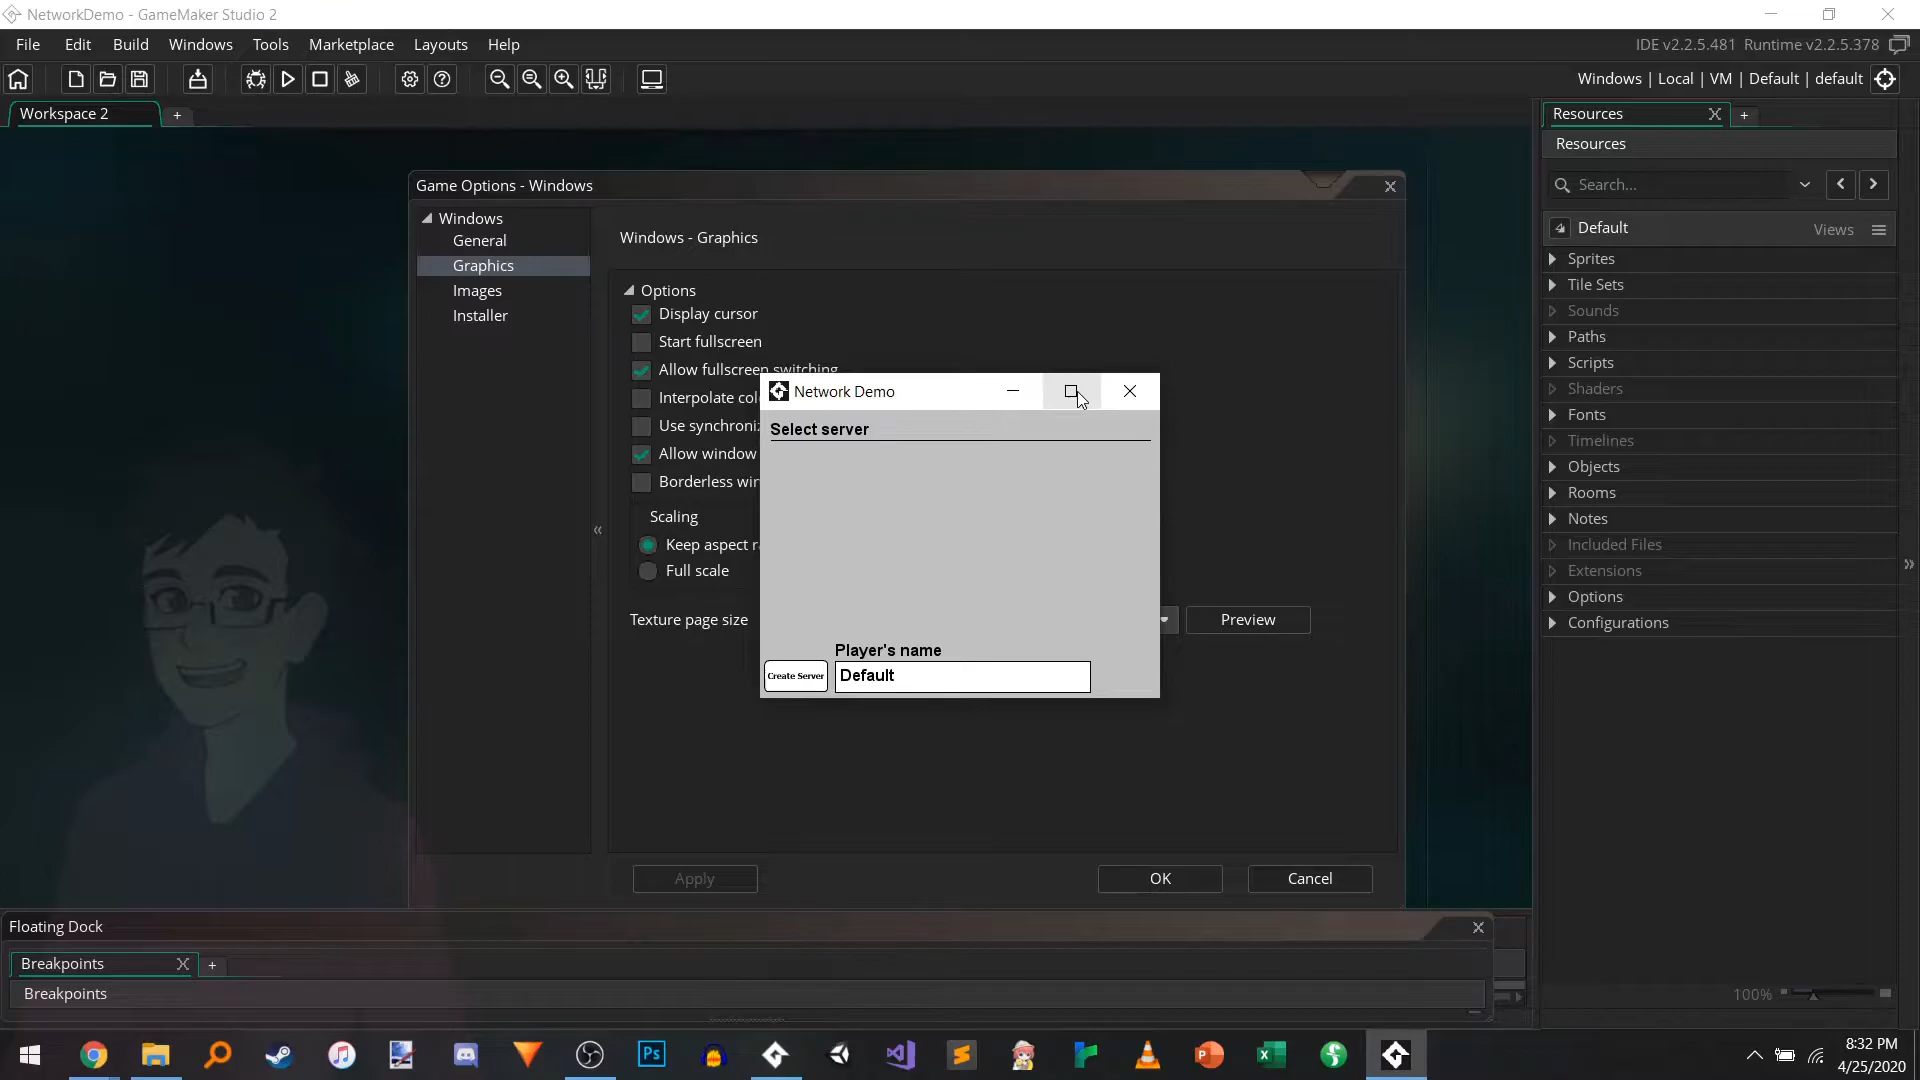 NetworkDemo - GameMaker Studio 2
File Edit Build Windows Tools Marketplace Layouts Help
IDE v2.2.5.481 Runtime v2.2.5.378
Windows | Local | VM | Default | default
Workspace 2
+
Game Options - Windows
Windows
General
Graphics
Images
Installer
Windows - Graphics
Options
Display cursor
Start fullscreen
Allow fullscreen switching
Interpolate col
Use synchroni
Allow window
Borderless win
Scaling
Keep aspect ra
Full scale
Texture page size
Preview
Apply
OK
Cancel
Network Demo
Select server
Player's name
Create Server
Default
Resources
+
Resources
Search...
Default
Views
Sprites
Tile Sets
Sounds
Paths
Scripts
Shaders
Fonts
Timelines
Objects
Rooms
Notes
Included Files
Extensions
Options
Configurations
100%
Floating Dock
Breakpoints
+
Breakpoints
Ps
8:32 PM
4/25/2020